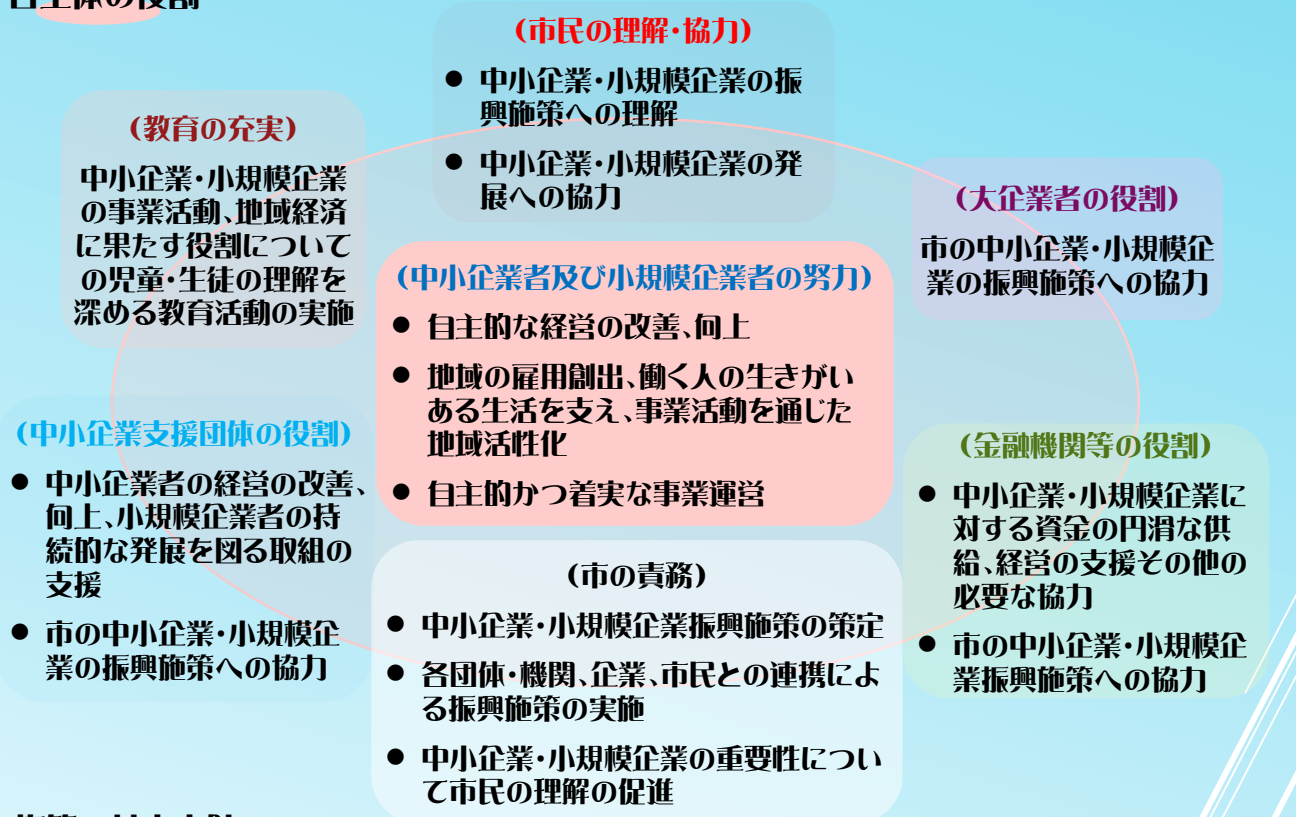 (市民の理解・協力)
● 中小企業・小規模企業の振
興施策への理解
● 中小企業・小規模企業の発
展への協力
(教育の充実)
中小企業・小規模企業
の事業活動、地域経済
に果たす役割について
の児童・生徒の理解を
深める教育活動の実施
(大企業者の役割)
市の中小企業・小規模企
業の振興施策への協力
(中小企業者及び小規模企業者の努力)
● 自主的な経営の改善、向上
● 地域の雇用創出、働く人の生きがい
ある生活を支え、事業活動を通じた
地域活性化
● 自主的かつ着実な事業運営
(中小企業支援団体の役割)
● 中小企業者の経営の改善、
向上、小規模企業者の持
続的な発展を図る取組の
支援
● 市の中小企業・小規模企
業の振興施策への協力
(金融機関等の役割)
● 中小企業・小規模企業に
対する資金の円滑な供
給、経営の支援その他の
必要な協力
● 市の中小企業・小規模企
業振興施策への協力
(市の責務)
● 中小企業・小規模企業振興施策の策定
● 各団体・機関、企業、市民との連携によ
る振興施策の実施
● 中小企業・小規模企業の重要性につい
て市民の理解の促進